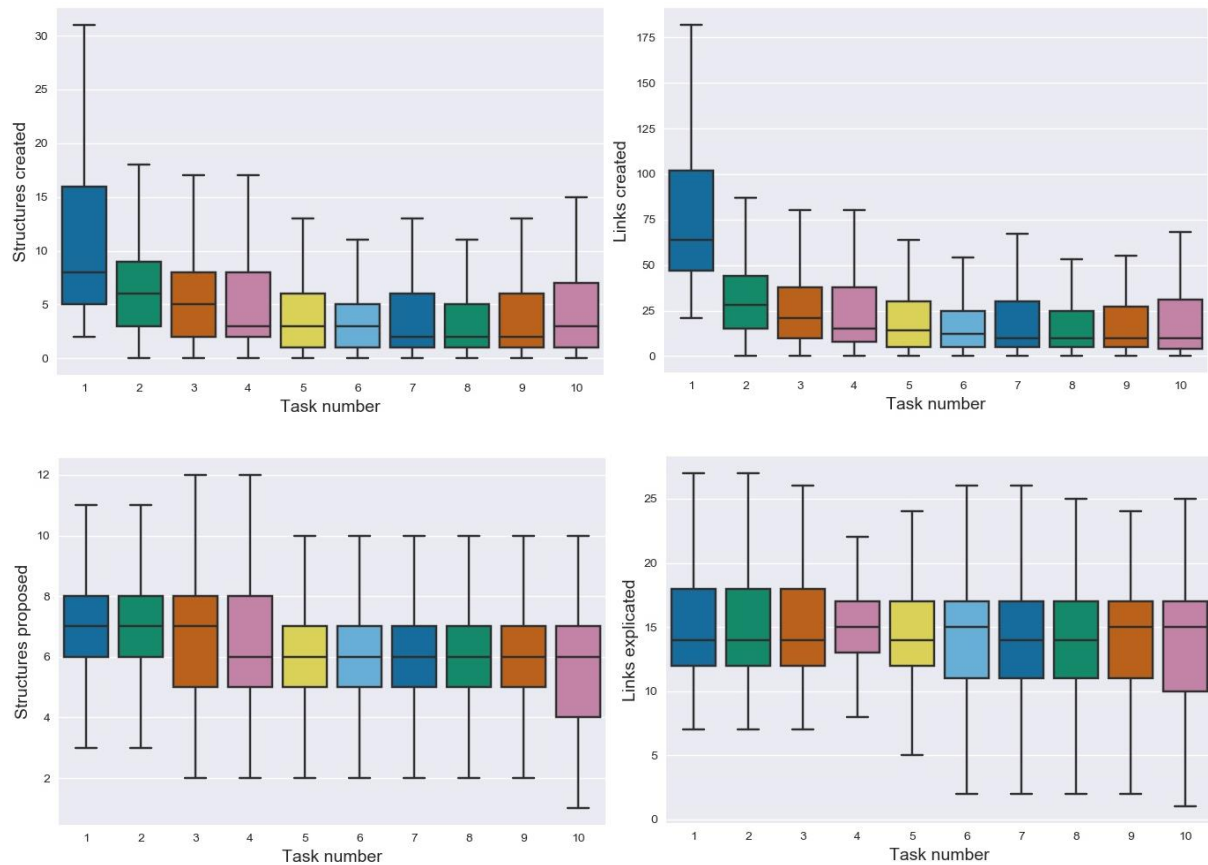 Structures created
30
25
20
15
10
5
0
1 2 3 4 5 6 7 8 9 10
Task number
Links created
175
150
125
100
75
50
25
0
1 2 3 4 5 6 7 8 9 10
Task number
Structures proposed
12
10
8
6
4
2
1 2 3 4 5 6 7 8 9 10
Task number
Links explicated
25
20
15
10
5
0
1 2 3 4 5 6 7 8 9 10
Task number